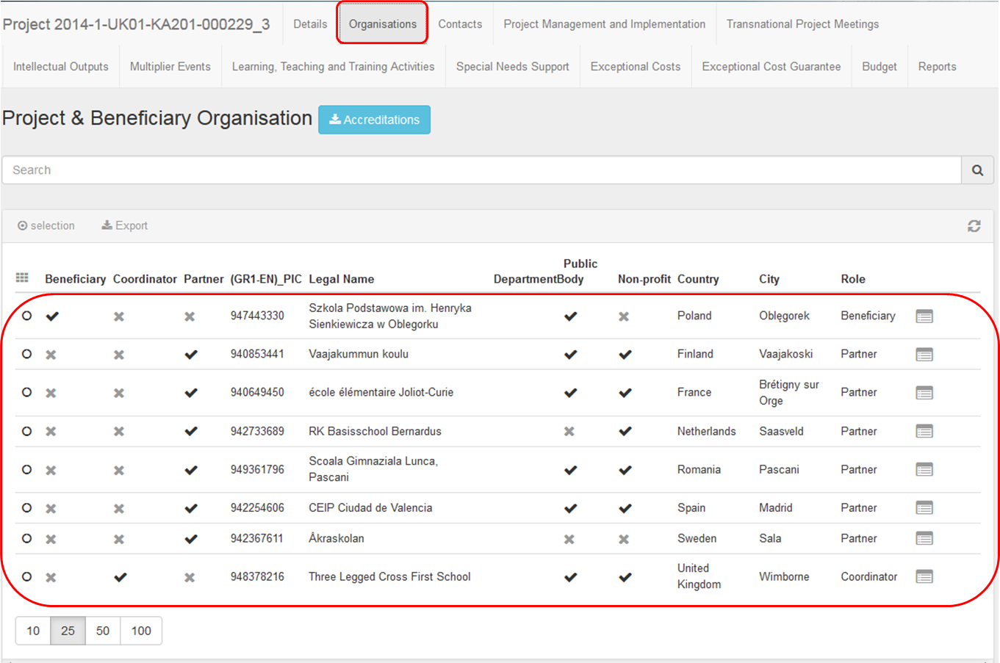 Project 2014-1-UK01-KA201-000229_3 Details Organisations Contacts Project Management and Implementation Transnational Project Meetings
Intellectual Outputs Multiplier Events Learning, Teaching and Training Activities Special Needs Support Exceptional Costs Exceptional Cost Guarantee Budget Reports
Project & Beneficiary Organisation Accreditations
Search
selection Export
Public
Beneficiary Coordinator Partner (GR1-EN)_PIC Legal Name DepartmentBody Non-profit Country City Role
Szkola Podstawowa im. Henryka
947443330 Poland Oblęgorek Beneficiary
Sienkiewicza w Oblegorku
940853441 Vaajakummun koulu Finland Vaajakoski Partner
Brétigny sur
940649450 école élémentaire Joliot-Curie France Partner
Orge
942733689 RK Basisschool Bernardus Netherlands Saasveld Partner
Scoala Gimnaziala Lunca,
949361796 Romania Pascani Partner
Pascani
942254606 CEIP Ciudad de Valencia Spain Madrid Partner
942367611 Åkraskolan Sweden Sala Partner
United
948378216 Three Legged Cross First School Wimborne Coordinator
Kingdom
10 25 50 100